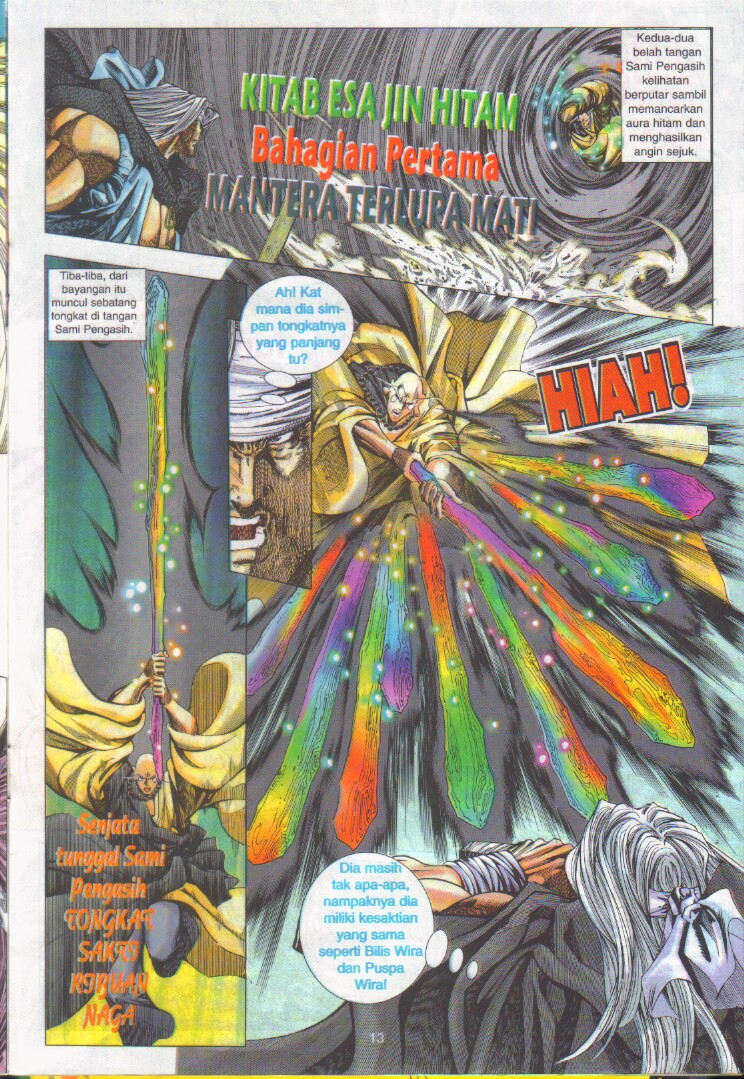 Kedua-dua
belah tangan
Sami Pengasih
kelihatan
berputar sambil
memancarkan
aura hitam dan
menghasilkan
angin sejuk.
KITAB ESA JIN HITAM
Bahagian Pertama
MANTERA TERLUPA MATI
Tiba-tiba, dari
bayangan itu
muncul sebatang
tongkat di tangan
Sami Pengasih.
Ah! Kat
mana dia sim-
pan tongkatnya
yang panjang
tu?
HIAH!
Senjata
tunggal Sami
Pengasih
TONGKAT
SAKTI
RIBUAN
NAGA
Dia masih
tak apa-apa,
nampaknya dia
miliki kesaktian
yang sama
seperti Bilis Wira
dan Puspa
Wira!
13